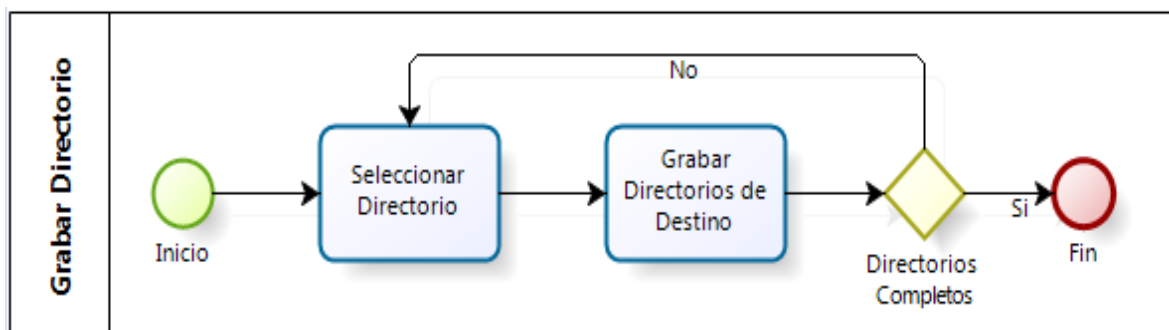 Grabar Directorio
No
Seleccionar
Directorio
Grabar
Directorios de
Destino
Si
Inicio
Directorios
Completos
Fin